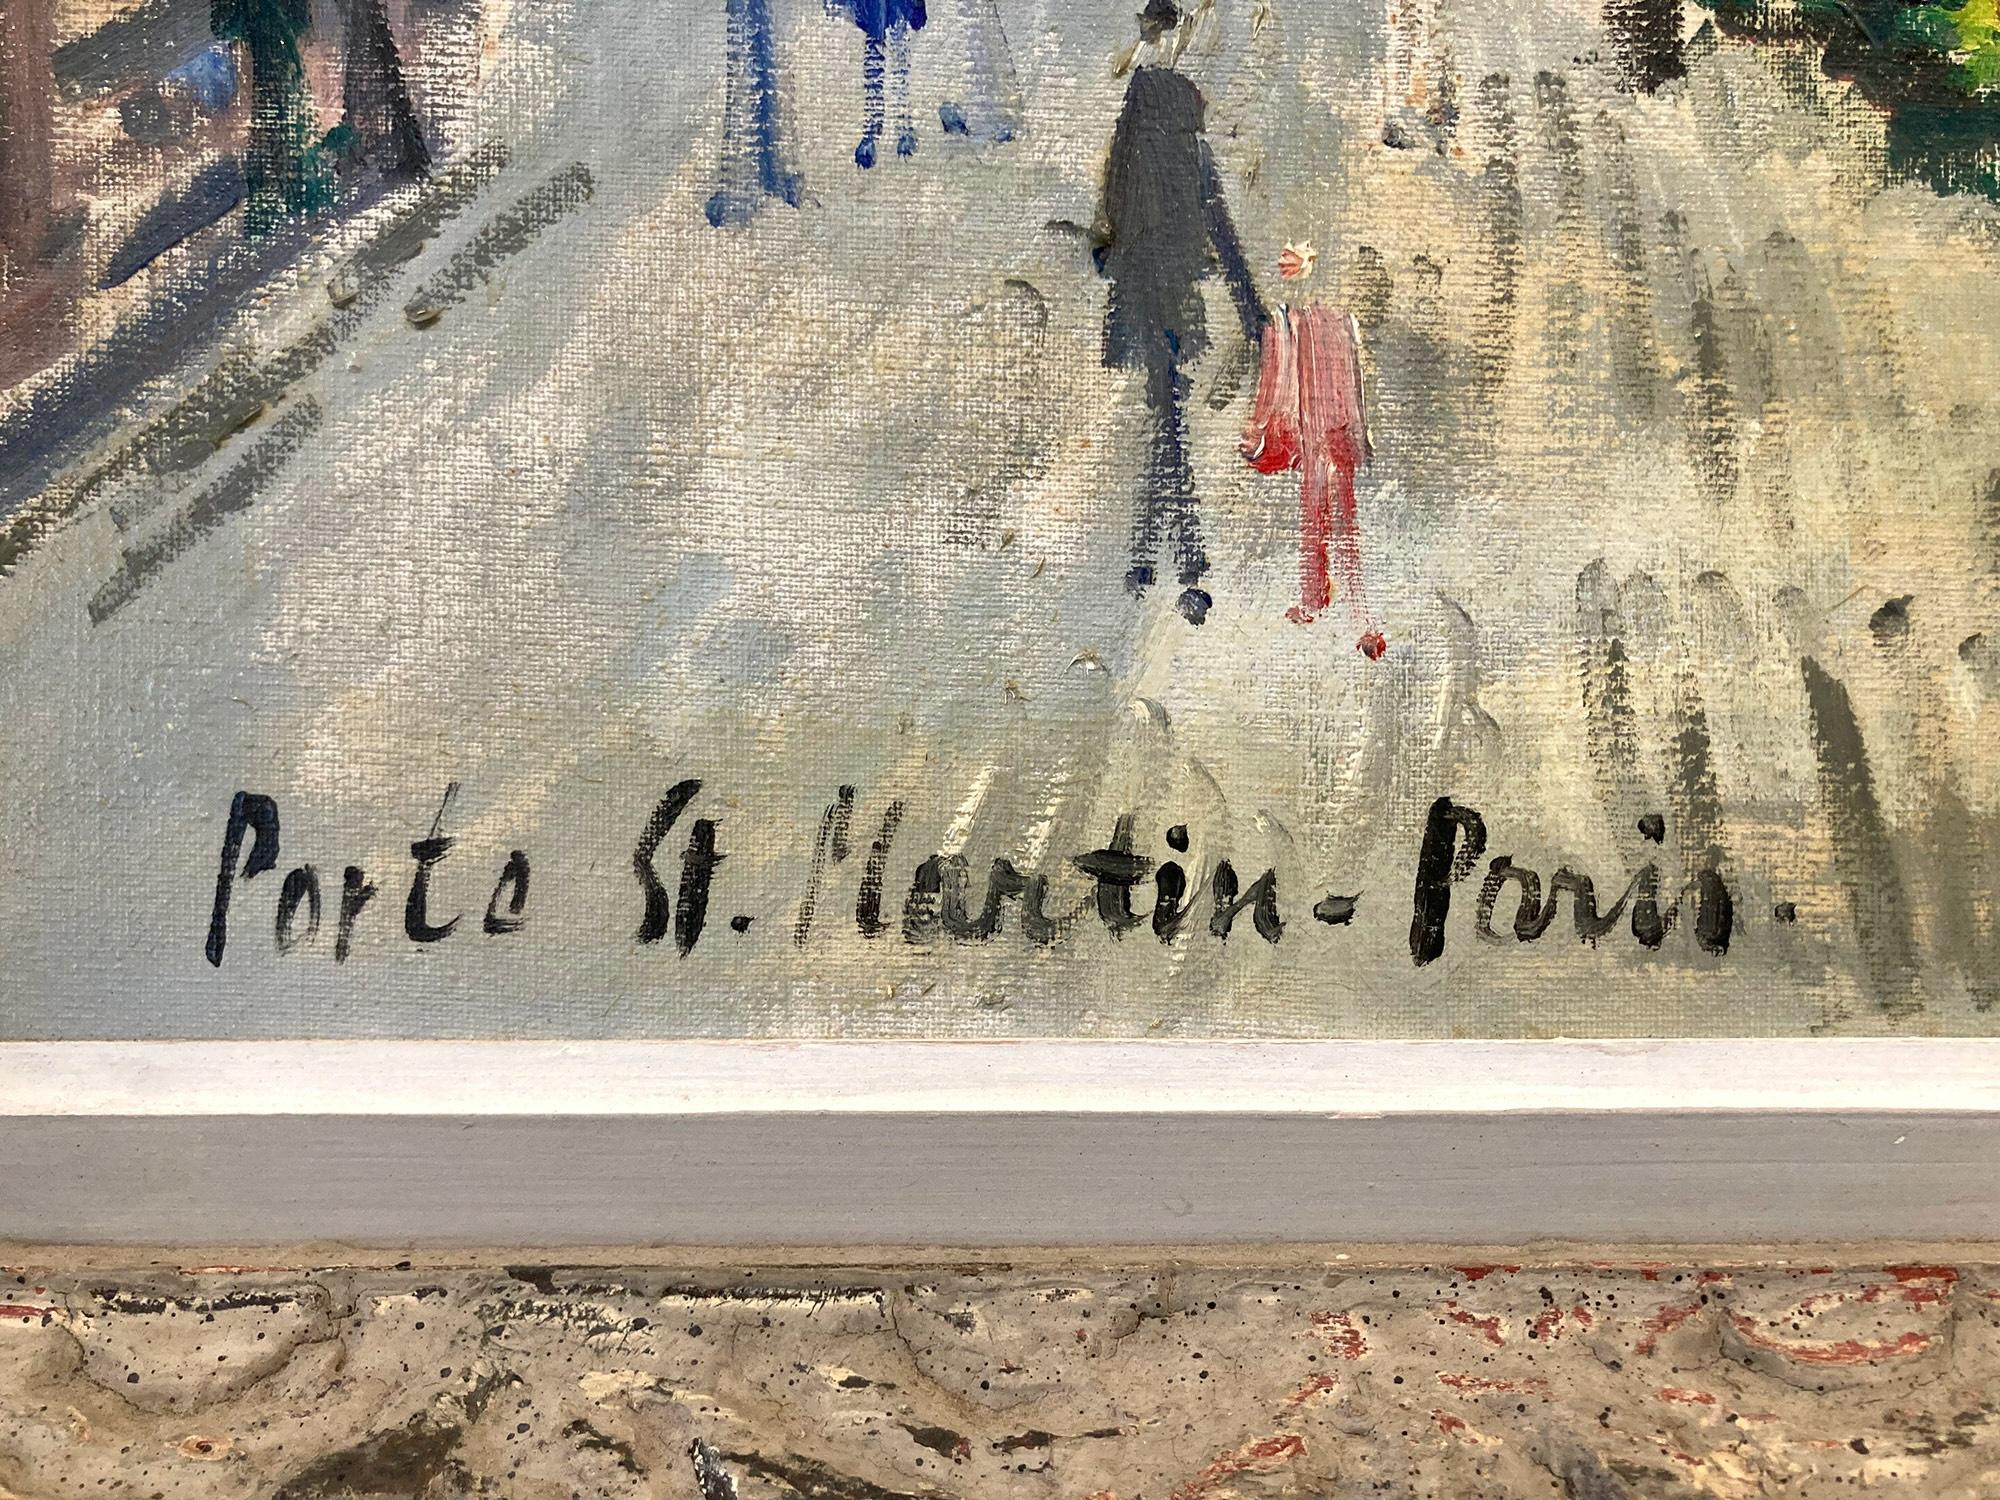 Porte St. Martin - Paris.